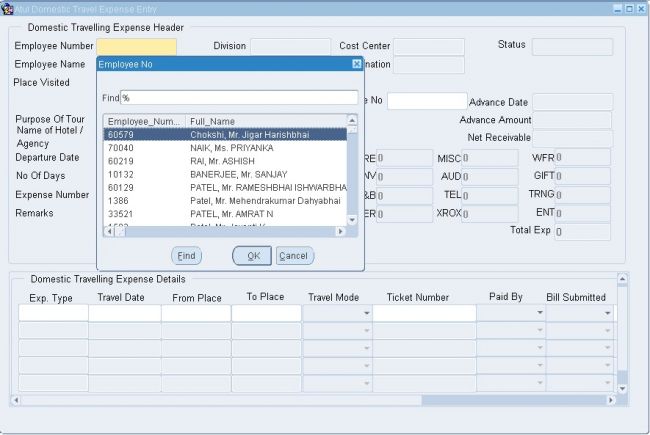 Atul Domestic Travel Expense Entry
Domestic Travelling Expense Header
Employee Number Division Cost Center Status
Employee Name nation
Place Visited
e No Advance Date
Purpose Of Tour Advance Amount
Name of Hotel / Agency Net Receivable
Departure Date RE 0 MISC 0 WFR 0
No Of Days NV 0 AUD 0 GIFT 0
Expense Number &B 0 TEL 0 TRNG 0
Remarks ER 0 XROX 0 ENT 0
Total Exp 0
Employee No
Find %
Employee_Num... Full_Name
60579 Chokshi, Mr. Jigar Harishbhai
70040 NAIK, Ms. PRIYANKA
60219 RAI, Mr. ASHISH
10132 BANERJEE, Mr. SANJAY
60129 PATEL, Mr. RAMESHBHAI ISHWARBHA
1386 Patel, Mr. Mehendrakumar Dahyabhai
33521 PATEL, Mr. AMRAT N
Find OK Cancel
Domestic Travelling Expense Details
Exp. Type Travel Date From Place To Place Travel Mode Ticket Number Paid By Bill Submitted